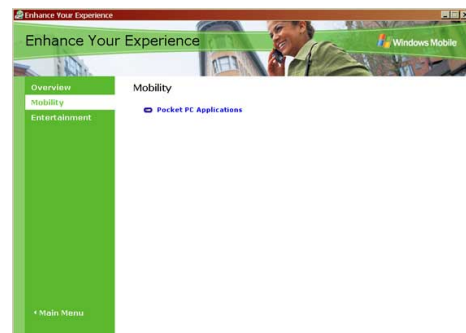 Enhance Your Experience
Enhance Your Experience
Windows Mobile
Overview
Mobility
Entertainment
Mobility
Pocket PC Applications
Main Menu